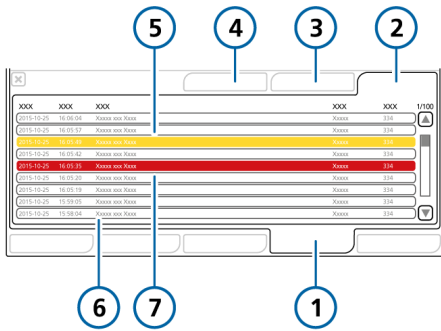 5 4 3 2
XXX XXX XXX XXX XXX 1/100
2015-10-25 16:06:04 Xxxxx xxx Xxxx Xxxxx 334
2015-10-25 16:05:57 Xxxxx xxx Xxxx Xxxxx 334
2015-10-25 16:05:49 Xxxxx xxx Xxxx Xxxxx 334
2015-10-25 16:05:42 Xxxxx xxx Xxxx Xxxxx 334
2015-10-25 16:05:35 Xxxxx xxx Xxxx Xxxxx 334
2015-10-25 16:05:20 Xxxxx xxx Xxxx Xxxxx 334
2015-10-25 16:05:19 Xxxxx xxx Xxxx Xxxxx 334
2015-10-25 15:59:05 Xxxxx xxx Xxxx Xxxxx 334
2015-10-25 15:58:04 Xxxxx xxx Xxxx Xxxxx 334
6 7 1